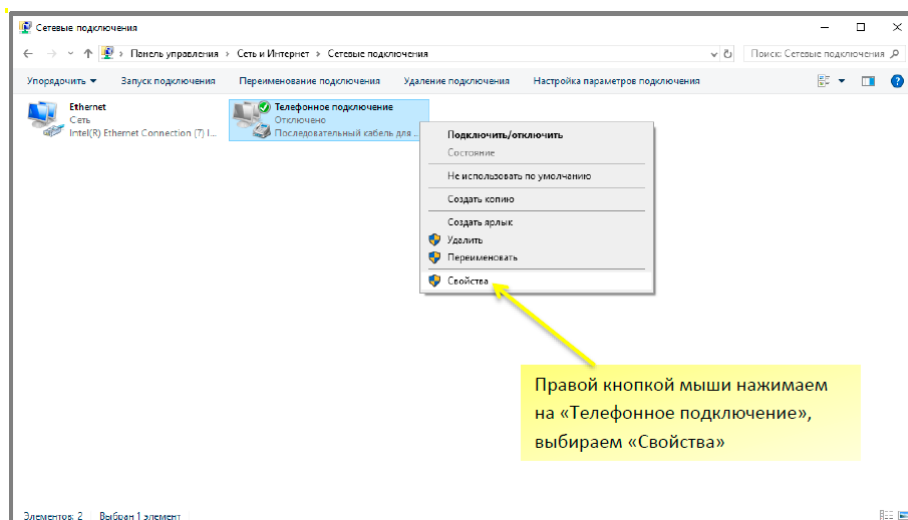 Сетевые подключения
Панель управления › Сеть и Интернет › Сетевые подключения
Поиск: Сетевые подключения
Упорядочить Запуск подключения Переименование подключения Удаление подключения Настройка параметров подключения
Ethernet
Сеть
Intel(R) Ethernet Connection (7) I...
Телефонное подключение
Отключено
Последовательный кабель для ...
Подключить/отключить
Состояние
Не использовать по умолчанию
Создать копию
Создать ярлык
Удалить
Переименовать
Свойства
Правой кнопкой мыши нажимаем
на «Телефонное подключение»,
выбираем «Свойства»
Элементов: 2 Выбран 1 элемент